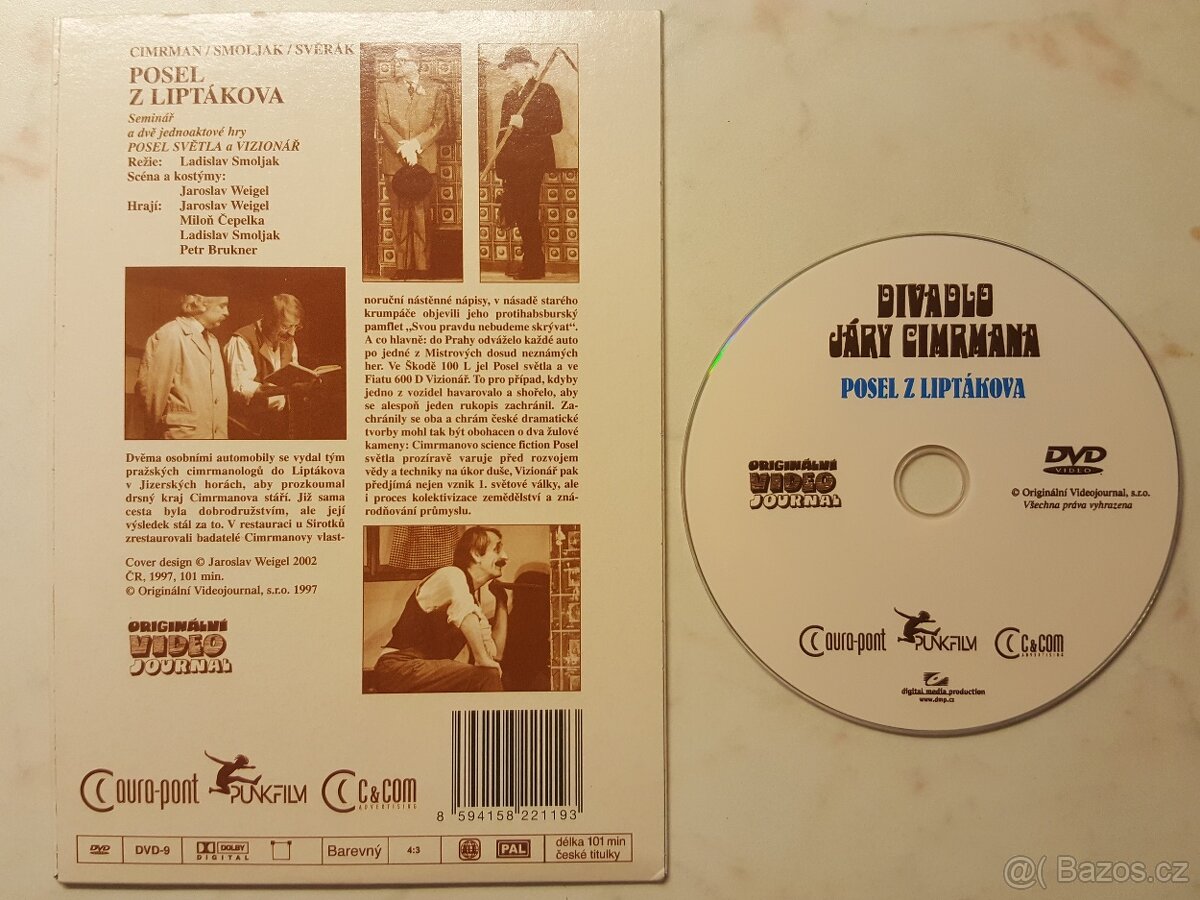 CIMRMAN / SMOLJAK / SVĚRÁK
POSEL
Z LIPTÁKOVA
Seminář
a dvě jednoaktové hry
POSEL SVĚTLA a VIZIONÁŘ
Režie: Ladislav Smoljak
Scéna a kostýmy:
Jaroslav Weigel
Hrají: Jaroslav Weigel
Miloň Čepelka
Ladislav Smoljak
Petr Brukner
Dvěma osobními automobily se vydal tým
pražských cimrmanologů do Liptákova
v Jizerských horách, aby prozkoumal
drsný kraj Cimrmanova stáří. Již sama
cesta byla dobrodružstvím, ale její
výsledek stál za to. V restauraci u Sirotků
zrestaurovali badatelé Cimrmanovy vlast-
noruční nástěnné nápisy, v násadě starého
krumpáče objevili jeho protihabsburský
pamflet „Svou pravdu nebudeme skrývat“.
A co hlavně: do Prahy odváželo každé auto
po jedné z Mistrových dosud neznámých
her. Ve Škodě 100 L jel Posel světla a ve
Fiatu 600 D Vizionář. To pro případ, kdyby
jedno z vozidel havarovalo a shořelo, aby
se alespoň jeden rukopis zachránil. Za-
chránily se oba a chrám české dramatické
tvorby mohl tak být obohacen o dva žulové
kameny: Cimrmanovo science fiction Posel
světla prozíravě varuje před rozvojem
vědy a techniky na úkor duše, Vizionář pak
předjímá nejen vznik 1. světové války, ale
i proces kolektivizace zemědělství a zná-
rodňování průmyslu.
Cover design © Jaroslav Weigel 2002
ČR, 1997, 101 min.
© Originální Videojournal, s.r.o. 1997
ORIGINÁLNÍ
VIDEO
JOURNAL
aura-pont PUNKFILM C&COM
ADVERTISING
8 594158 221193
DVD DVD-9 DOLBY DIGITAL Barevný 4:3 PAL délka 101 min
české titulky
DIVADLO
JÁRY CIMRMANA
POSEL Z LIPTÁKOVA
ORIGINÁLNÍ
VIDEO
JOURNAL
DVD
VIDEO
© Originální Videojournal, s.r.o.
Všechna práva vyhrazena
aura-pont PUNKFILM C&COM
ADVERTISING
digital media production
www.dmp.cz
@( Bazos.cz